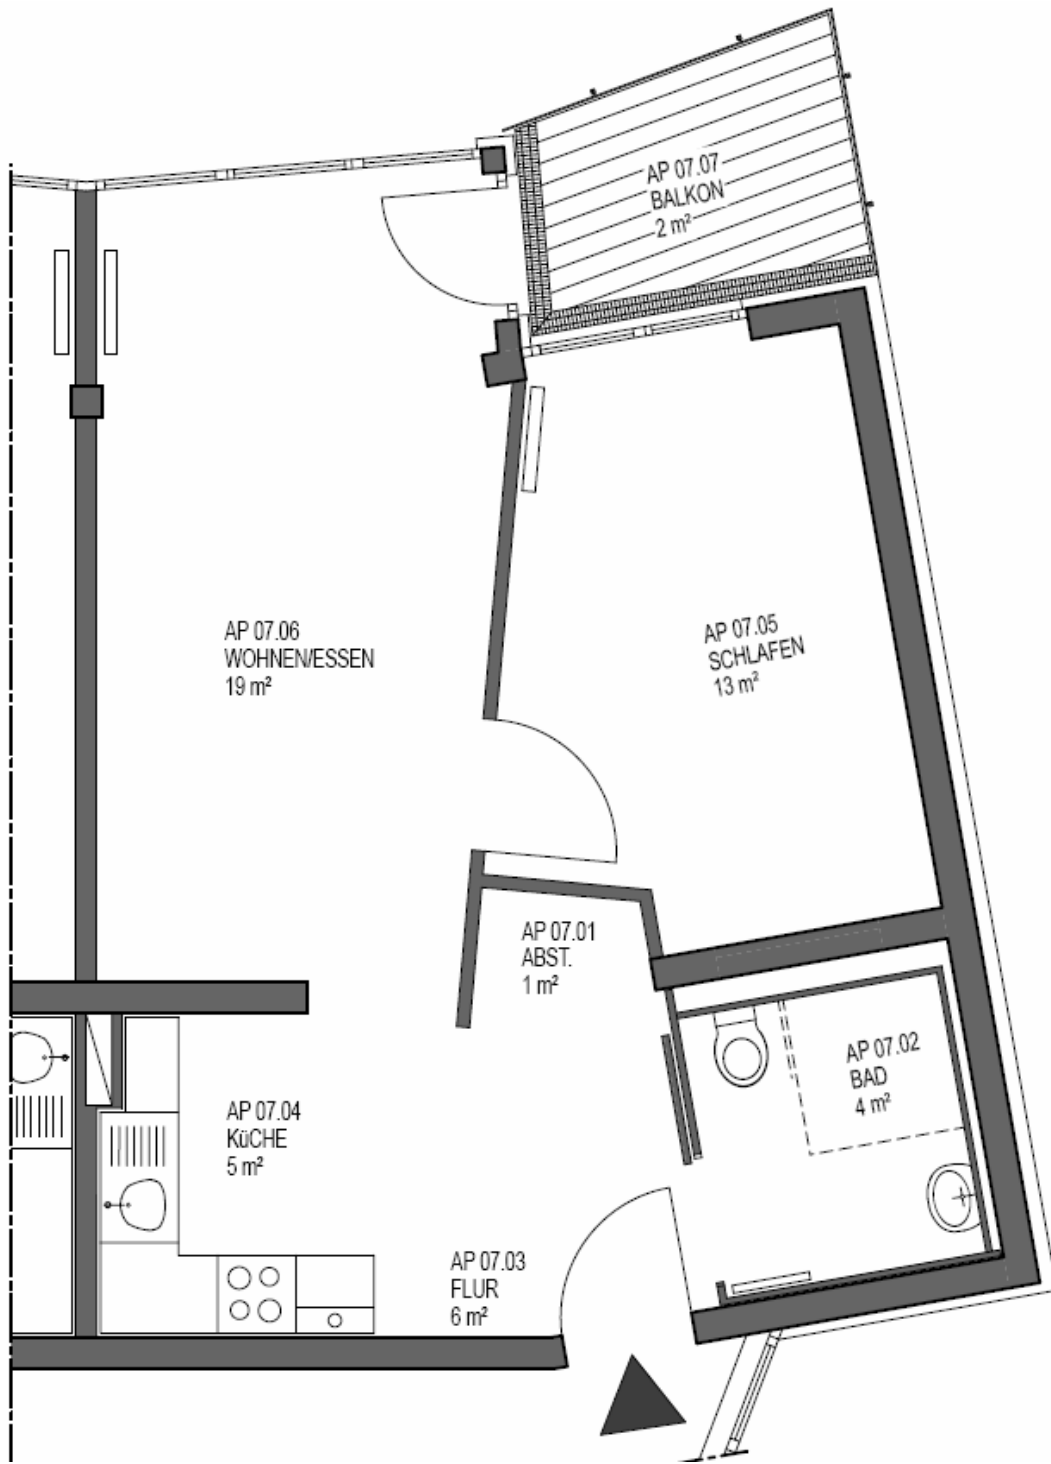 AP 07.07
BALKON
2 m²
AP 07.06
WOHNEN/ESSEN
19 m²
AP 07.05
SCHLAFEN
13 m²
AP 07.01
ABST.
1 m²
AP 07.02
BAD
4 m²
AP 07.04
KüCHE
5 m²
AP 07.03
FLUR
6 m²